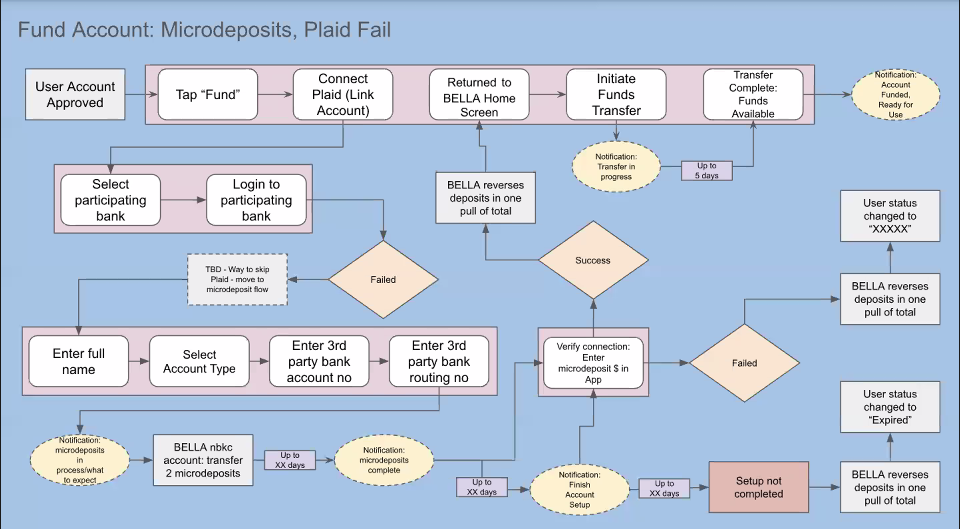 Fund Account: Microdeposits, Plaid Fail
User Account
Approved
Tap “Fund”
Connect
Plaid (Link
Account)
Returned to
BELLA Home
Screen
Initiate
Funds
Transfer
Transfer
Complete:
Funds
Available
Notification:
Account
Funded,
Ready for
Use
Notification:
Transfer in
progress
Up to
5 days
Select
participating
bank
Login to
participating
bank
BELLA reverses
deposits in one
pull of total
User status
changed to
“XXXXX”
TBD - Way to skip
Plaid - move to
microdeposit flow
Failed
Success
BELLA reverses
deposits in one
pull of total
Enter full
name
Select
Account Type
Enter 3rd
party bank
account no
Enter 3rd
party bank
routing no
Verify connection:
Enter
microdeposit $ in
App
Failed
User status
changed to
“Expired”
Notification:
microdeposits
in
process/what
to expect
BELLA nbkc
account: transfer
2 microdeposits
Up to
XX days
Notification:
microdeposits
complete
Up to
XX days
Notification:
Finish
Account
Setup
Up to
XX days
Setup not
completed
BELLA reverses
deposits in one
pull of total